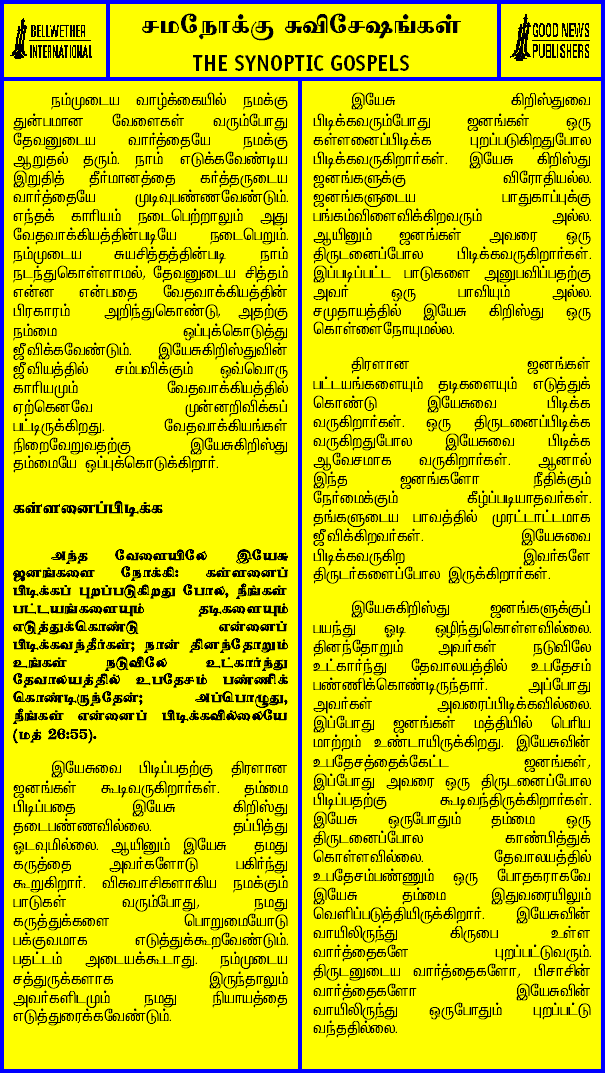 BELLWETHER
INTERNATIONAL
சமநோக்கு சுவிசேஷங்கள்
THE SYNOPTIC GOSPELS
GOOD NEWS
PUBLISHERS
நம்முடைய வாழ்க்கையில் நமக்கு
துன்பமான வேளைகள் வரும்போது
தேவனுடைய வார்த்தையே நமக்கு
ஆறுதல் தரும். நாம் எடுக்கவேண்டிய
இறுதித் தீர்மானத்தை கர்த்தருடைய
வார்த்தையே முடிவுபண்ணவேண்டும்.
எந்தக் காரியம் நடைபெற்றாலும் அது
வேதவாக்கியத்தின்படியே நடைபெறும்.
நம்முடைய சுயசித்தத்தின்படி நாம்
நடந்துகொள்ளாமல், தேவனுடைய சித்தம்
என்ன என்பதை வேதவாக்கியத்தின்
பிரகாரம் அறிந்துகொண்டு, அதற்கு
நம்மை ஒப்புக்கொடுத்து
ஜீவிக்கவேண்டும். இயேசுகிறிஸ்துவின்
ஜீவியத்தில் சம்பவிக்கும் ஒவ்வொரு
காரியமும் வேதவாக்கியத்தில்
ஏற்கெனவே முன்னறிவிக்கப்
பட்டிருக்கிறது. வேதவாக்கியங்கள்
நிறைவேறுவதற்கு இயேசுகிறிஸ்து
தம்மையே ஒப்புக்கொடுக்கிறார்.
கள்ளனைப்பிடிக்க
அந்த வேளையிலே இயேசு
ஜனங்களை நோக்கி: கள்ளனைப்
பிடிக்கப் புறப்படுகிறது போல, நீங்கள்
பட்டயங்களையும் தடிகளையும்
எடுத்துக்கொண்டு என்னைப்
பிடிக்கவந்தீர்கள்; நான் தினந்தோறும்
உங்கள் நடுவிலே உட்கார்ந்து
தேவாலயத்தில் உபதேசம் பண்ணிக்
கொண்டிருந்தேன்; அப்பொழுது,
நீங்கள் என்னைப் பிடிக்கவில்லையே
(மத் 26:55).
இயேசுவை பிடிப்பதற்கு திரளான
ஜனங்கள் கூடிவருகிறார்கள். தம்மை
பிடிப்பதை இயேசு கிறிஸ்து
தடைபண்ணவில்லை. தப்பித்து
ஓடவுமில்லை. ஆயினும் இயேசு தமது
கருத்தை அவர்களோடு பகிர்ந்து
கூறுகிறார். விசுவாசிகளாகிய நமக்கும்
பாடுகள் வரும்போது, நமது
கருத்துக்களை பொறுமையோடு
பக்குவமாக எடுத்துக்கூறவேண்டும்.
பதட்டம் அடையக்கூடாது. நம்முடைய
சத்துருக்களாக இருந்தாலும்
அவர்களிடமும் நமது நியாயத்தை
எடுத்துரைக்கவேண்டும்.
இயேசு கிறிஸ்துவை
பிடிக்கவரும்போது ஜனங்கள் ஒரு
கள்ளனைப்பிடிக்க புறப்படுகிறதுபோல
பிடிக்கவருகிறார்கள். இயேசு கிறிஸ்து
ஜனங்களுக்கு விரோதியல்ல.
ஜனங்களுடைய பாதுகாப்புக்கு
பங்கம்விளைவிக்கிறவரும் அல்ல.
ஆயினும் ஜனங்கள் அவரை ஒரு
திருடனைப்போல பிடிக்கவருகிறார்கள்.
இப்படிப்பட்ட பாடுகளை அனுபவிப்பதற்கு
அவர் ஒரு பாவியும் அல்ல.
சமுதாயத்தில் இயேசு கிறிஸ்து ஒரு
கொள்ளைநோயுமல்ல.
திரளான ஜனங்கள்
பட்டயங்களையும் தடிகளையும் எடுத்துக்
கொண்டு இயேசுவை பிடிக்க
வருகிறார்கள். ஒரு திருடனைப்பிடிக்க
வருகிறதுபோல இயேசுவை பிடிக்க
ஆவேசமாக வருகிறார்கள். ஆனால்
இந்த ஜனங்களோ நீதிக்கும்
நேர்மைக்கும் கீழ்ப்படியாதவர்கள்.
தங்களுடைய பாவத்தில் முரட்டாட்டமாக
ஜீவிக்கிறவர்கள். இயேசுவை
பிடிக்கவருகிற இவர்களே
திருடர்களைப்போல இருக்கிறார்கள்.
இயேசுகிறிஸ்து ஜனங்களுக்குப்
பயந்து ஓடி ஒழிந்துகொள்ளவில்லை.
தினந்தோறும் அவர்கள் நடுவிலே
உட்கார்ந்து தேவாலயத்தில் உபதேசம்
பண்ணிக்கொண்டிருந்தார். அப்போது
அவர்கள் அவரைப்பிடிக்கவில்லை.
இப்போது ஜனங்கள் மத்தியில் பெரிய
மாற்றம் உண்டாயிருக்கிறது. இயேசுவின்
உபதேசத்தைக்கேட்ட ஜனங்கள்,
இப்போது அவரை ஒரு திருடனைப்போல
பிடிப்பதற்கு கூடிவந்திருக்கிறார்கள்.
இயேசு ஒருபோதும் தம்மை ஒரு
திருடனைப்போல காண்பித்துக்
கொள்ளவில்லை. தேவாலயத்தில்
உபதேசம்பண்ணும் ஒரு போதகராகவே
இயேசு தம்மை இதுவரையிலும்
வெளிப்படுத்தியிருக்கிறார். இயேசுவின்
வாயிலிருந்து கிருபை உள்ள
வார்த்தைகளே புறப்பட்டுவரும்.
திருடனுடைய வார்த்தைகளோ, பிசாசின்
வார்த்தைகளோ இயேசுவின்
வாயிலிருந்து ஒருபோதும் புறப்பட்டு
வந்ததில்லை.